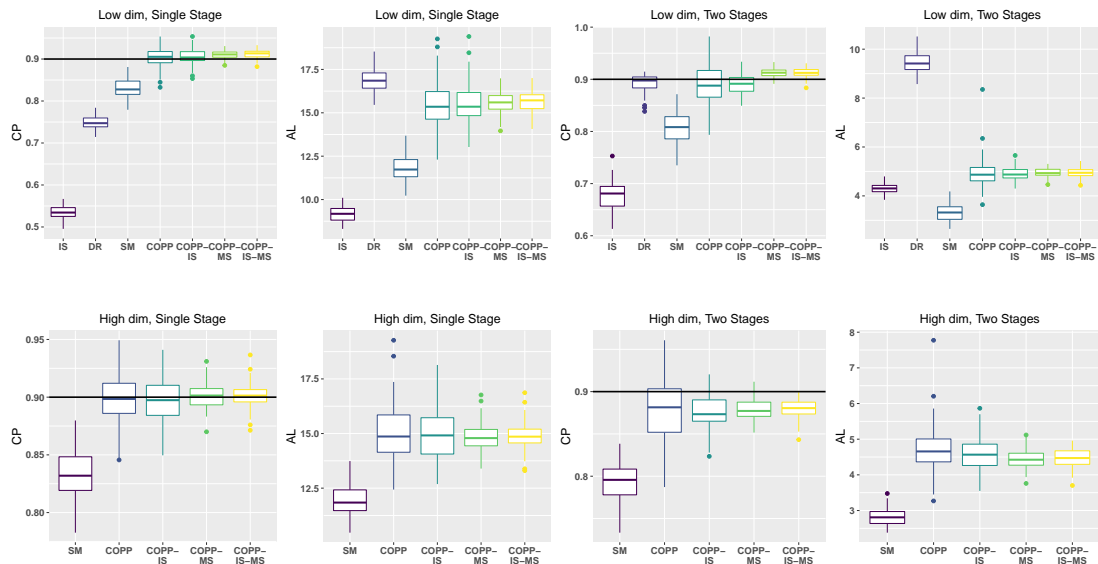 Low dim, Single Stage
CP
0.9
0.8
0.7
0.6
0.5
IS DR SM COPP COPP− COPP− COPP−
IS MS IS−MS
Low dim, Single Stage
AL
17.5
15.0
12.5
10.0
IS DR SM COPP COPP− COPP− COPP−
IS MS IS−MS
Low dim, Two Stages
CP
1.0
0.9
0.8
0.7
0.6
IS DR SM COPP COPP− COPP− COPP−
IS MS IS−MS
Low dim, Two Stages
AL
10
8
6
4
IS DR SM COPP COPP− COPP− COPP−
IS MS IS−MS
High dim, Single Stage
CP
0.95
0.90
0.85
0.80
SM COPP COPP− COPP− COPP−
IS MS IS−MS
High dim, Single Stage
AL
17.5
15.0
12.5
SM COPP COPP− COPP− COPP−
IS MS IS−MS
High dim, Two Stages
CP
0.9
0.8
SM COPP COPP− COPP− COPP−
IS MS IS−MS
High dim, Two Stages
AL
8
7
6
5
4
3
SM COPP COPP− COPP− COPP−
IS MS IS−MS